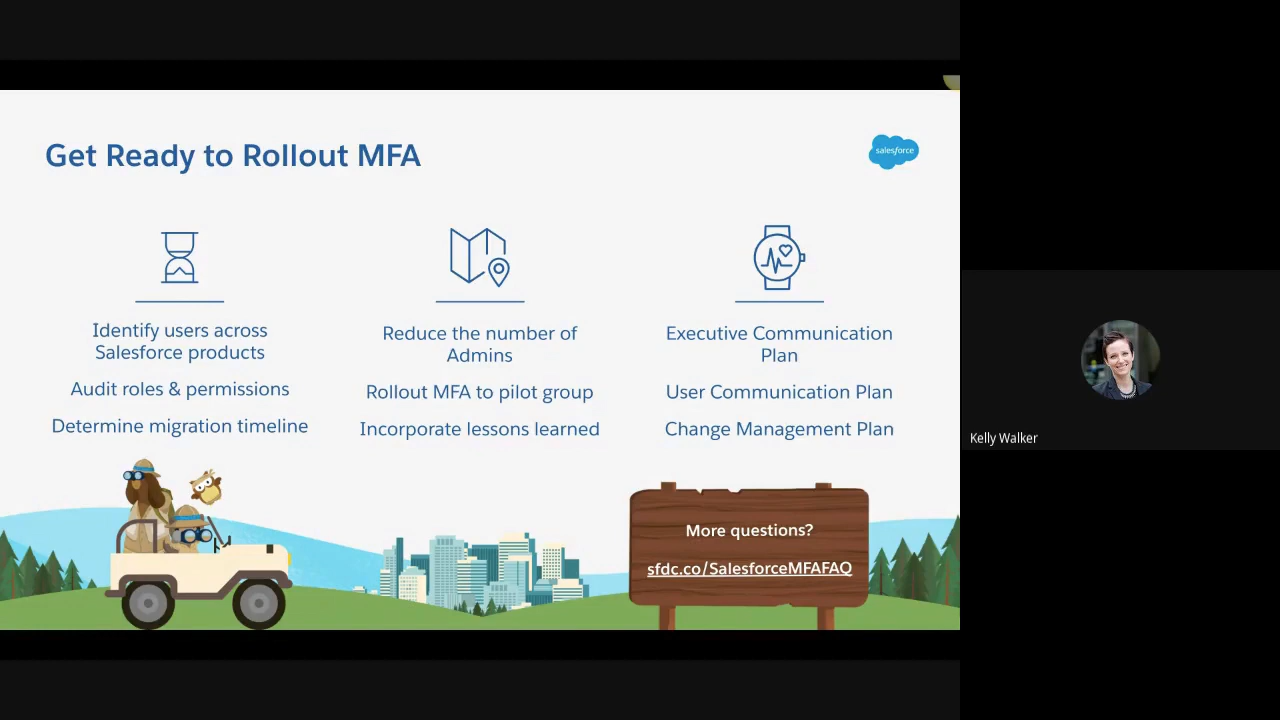 Get Ready to Rollout MFA
salesforce
Identify users across
Salesforce products
Audit roles & permissions
Determine migration timeline
Reduce the number of
Admins
Rollout MFA to pilot group
Incorporate lessons learned
Executive Communication
Plan
User Communication Plan
Change Management Plan
More questions?
sfdc.co/SalesforceMFAFAQ
Kelly Walker